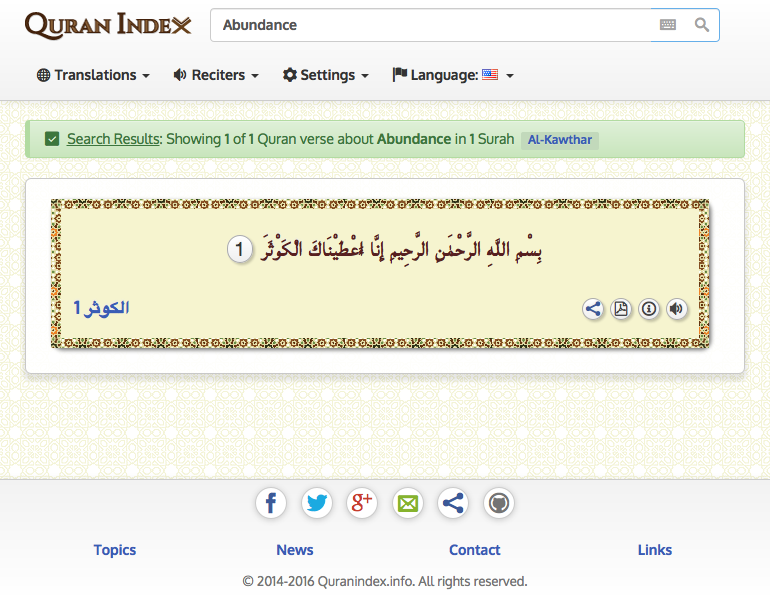 QURAN INDEX
Abundance
Translations Reciters Settings Language:
Search Results: Showing 1 of 1 Quran verse about Abundance in 1 Surah Al-Kawthar
بِسْمِ اللَّهِ الرَّحْمَٰنِ الرَّحِيمِ إِنَّا أَعْطَيْنَاكَ الْكَوْثَرَ 1
الكوثر 1
f g+
Topics News Contact Links
© 2014-2016 Quranindex.info. All rights reserved.